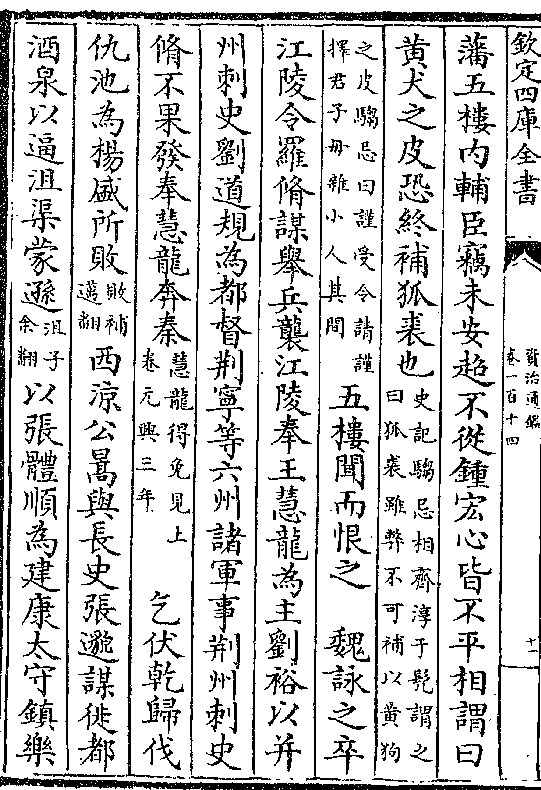 欽定四庫全書
資治通鑑
卷一百十四
十一
藩五樓内輔臣竊未安超不從鍾宏心皆不平相謂曰
黄犬之皮恐終補狐裘也史記騶忌相齊淳于髡謂之曰狐裘雖弊不可補以黄狗
之皮騶忌曰謹受令請謹擇君子毋雜小人其間五樓聞而恨之 魏詠之卒
江陵令羅脩謀舉兵襲江陵奉王慧龍為主劉裕以并
州刺史劉道規為都督荆寧等六州諸軍事荆州刺史
脩不果發奉慧龍奔秦慧龍得免見上卷元興三年 乞伏乾歸伐
仇池為楊盛所敗敗補邁翻 西涼公暠與長史張邈謀徙都
酒泉以逼沮渠蒙遜沮子余翻以張體順為建康太守鎮樂